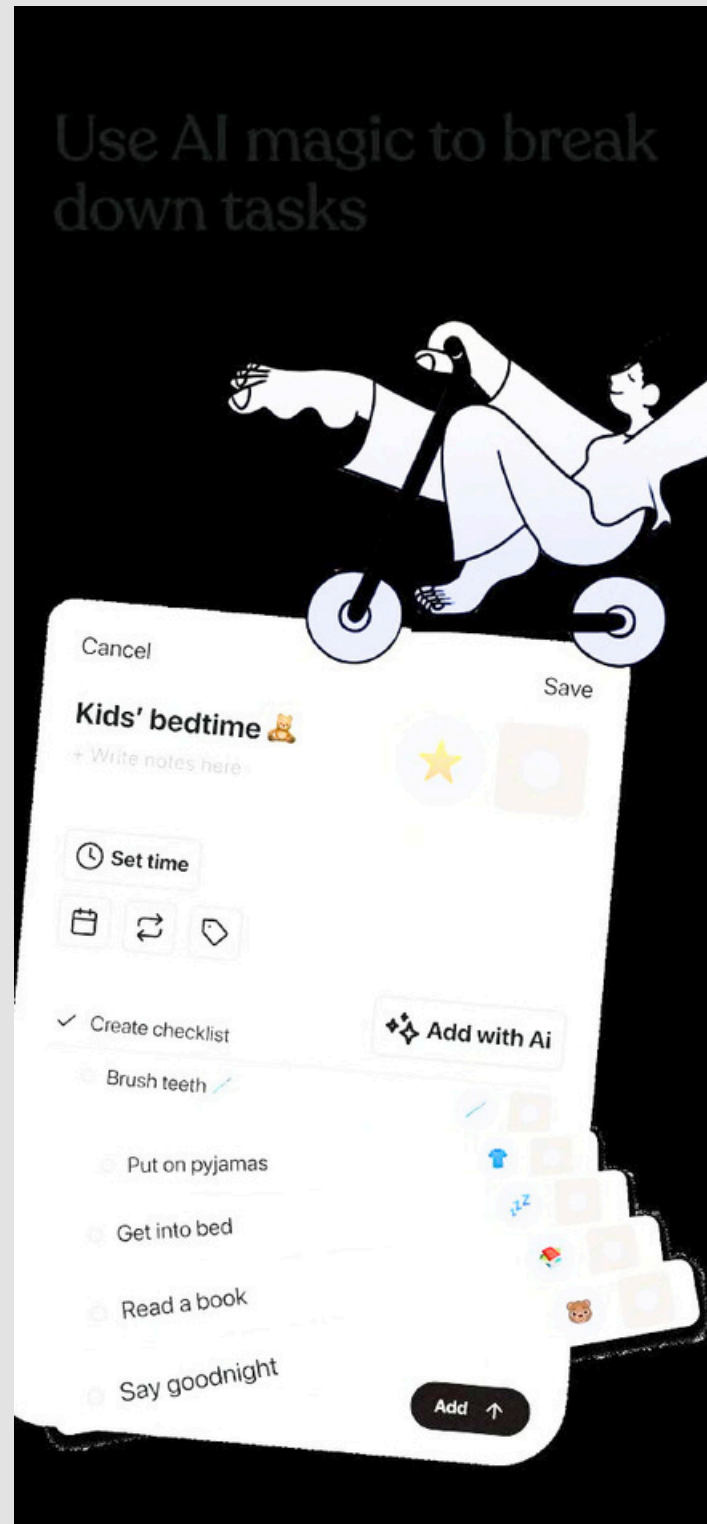 Use AI magic to break
down tasks
Cancel
Save
Kids’ bedtime 🧸
+ Write notes here
Set time
Create checklist
Add with Ai
Brush teeth
Put on pyjamas
Get into bed
💤
Read a book
Say goodnight
Add